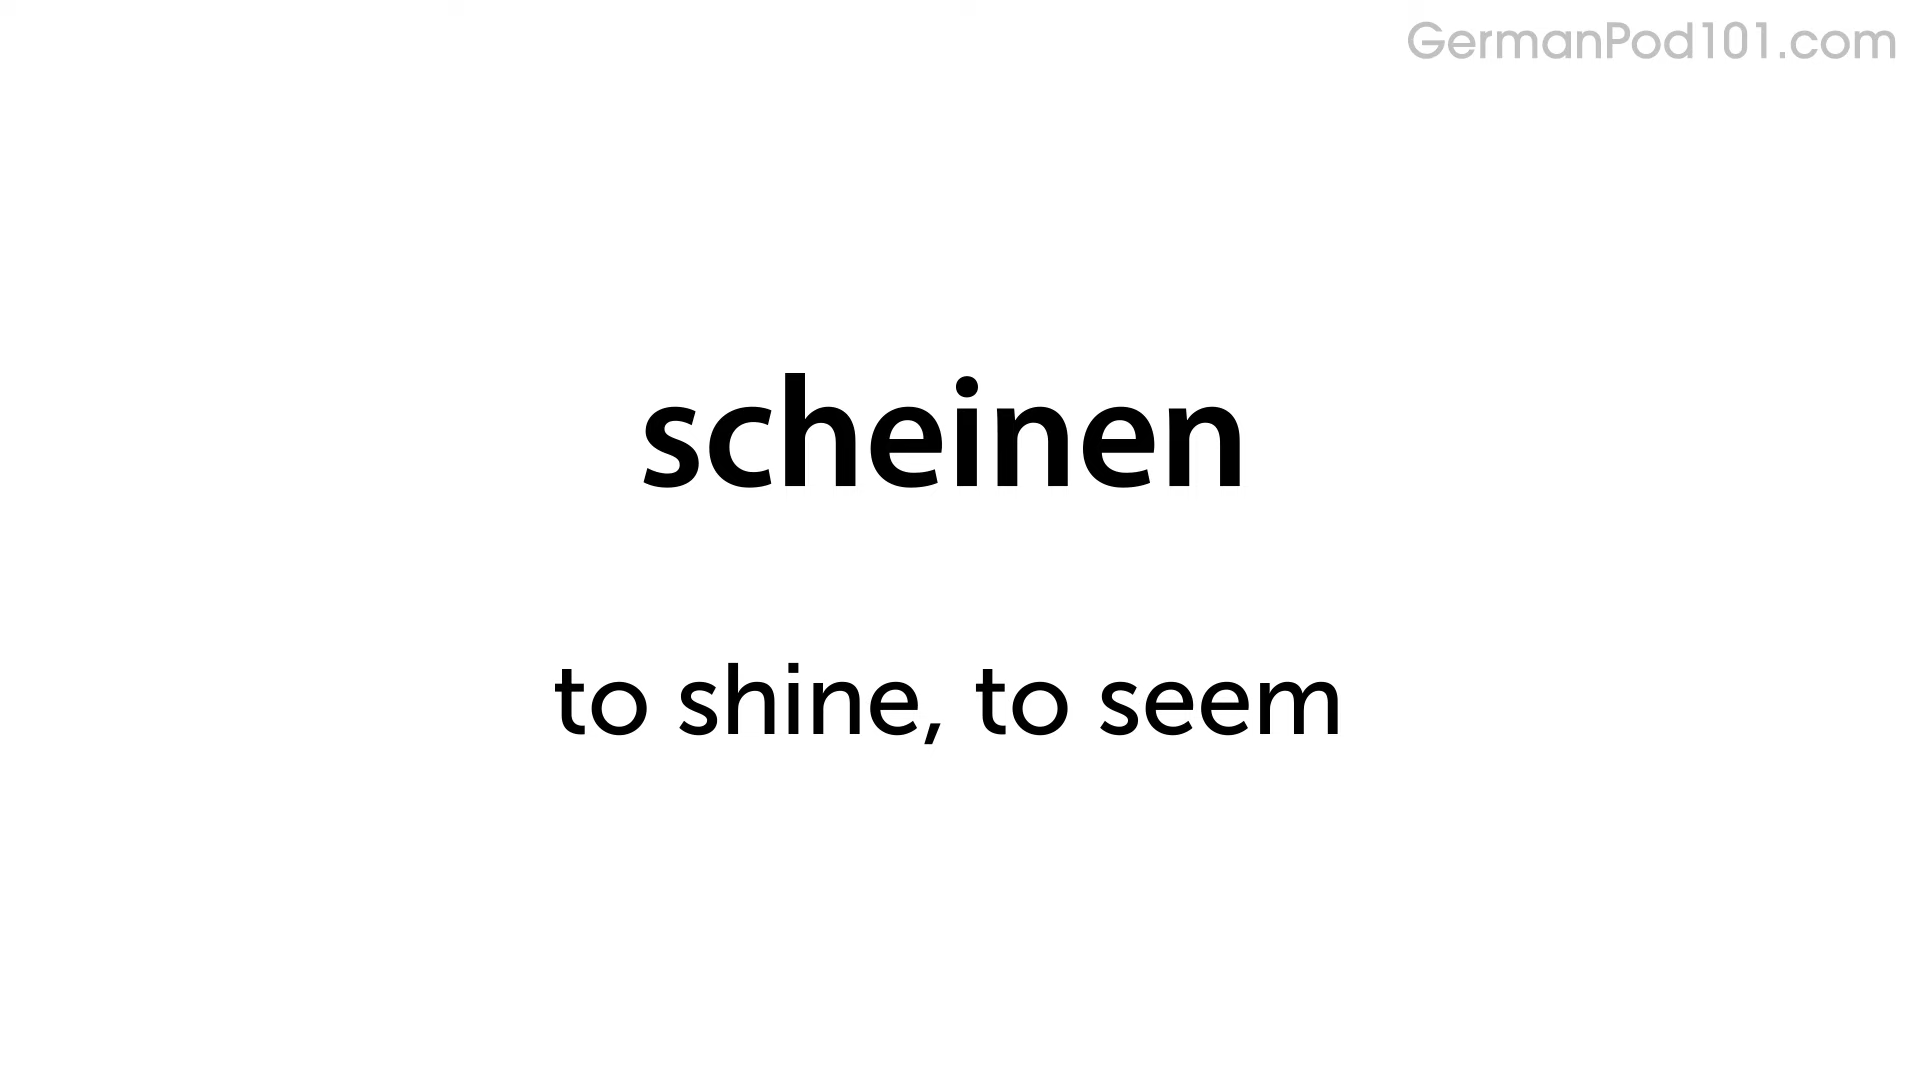 GermanPod101.com
scheinen
to shine, to seem